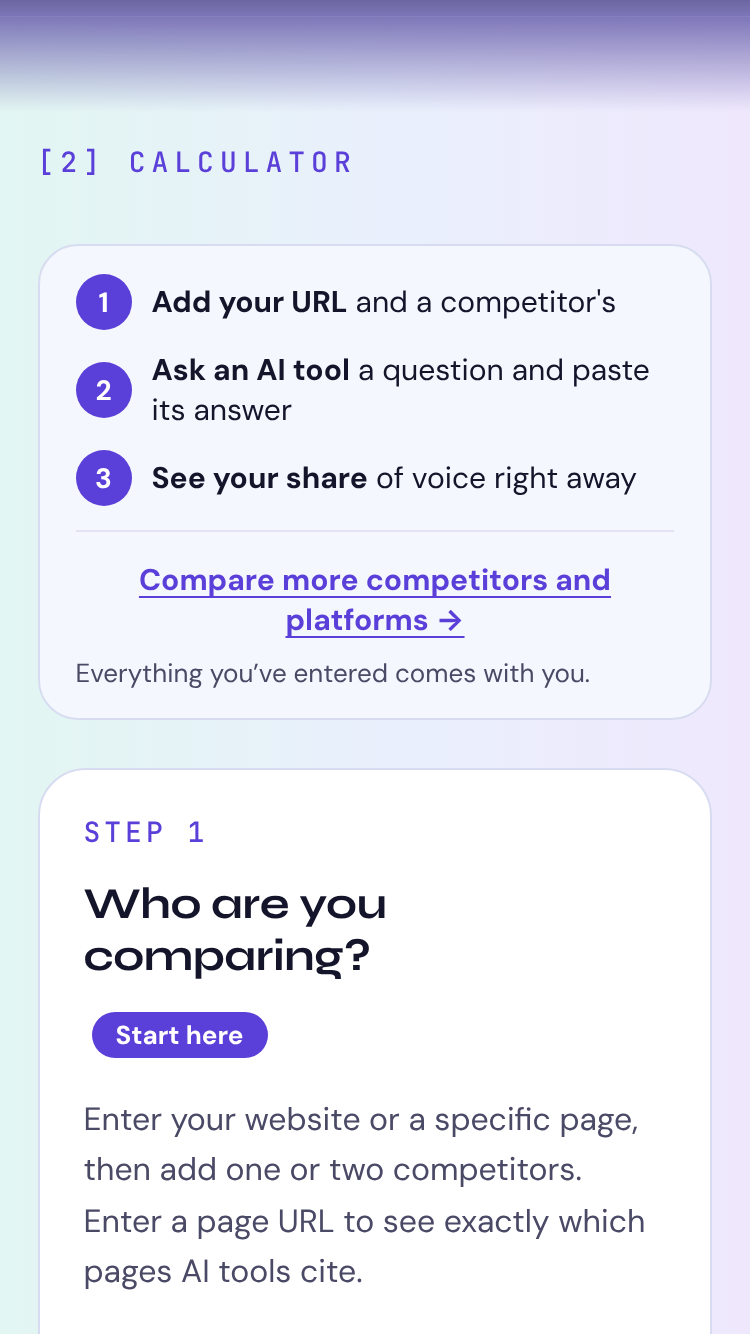 [2] CALCULATOR
1 Add your URL and a competitor's
2 Ask an AI tool a question and paste
its answer
3 See your share of voice right away
Compare more competitors and
platforms →
Everything you’ve entered comes with you.
STEP 1
Who are you
comparing?
Start here
Enter your website or a specific page,
then add one or two competitors.
Enter a page URL to see exactly which
pages AI tools cite.